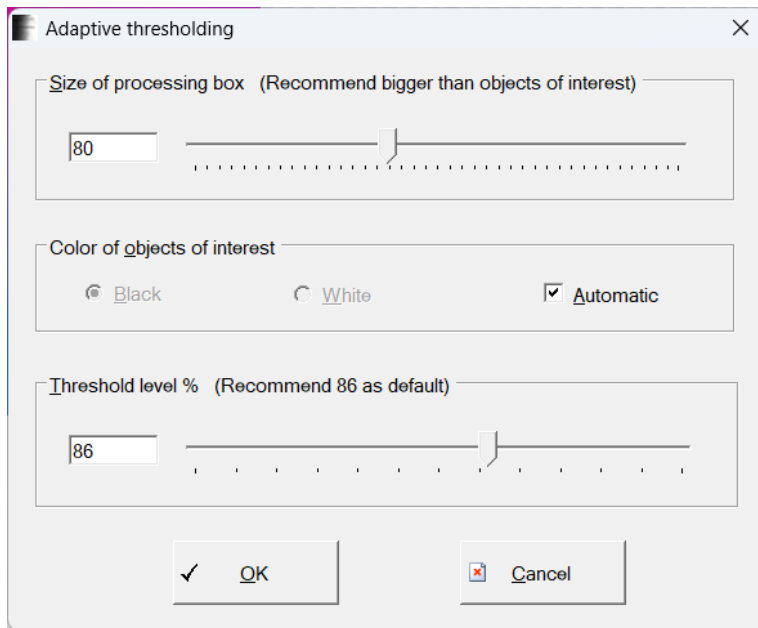 Adaptive thresholding
Size of processing box (Recommend bigger than objects of interest)
80
Color of objects of interest
Black White Automatic
Threshold level % (Recommend 86 as default)
86
OK Cancel